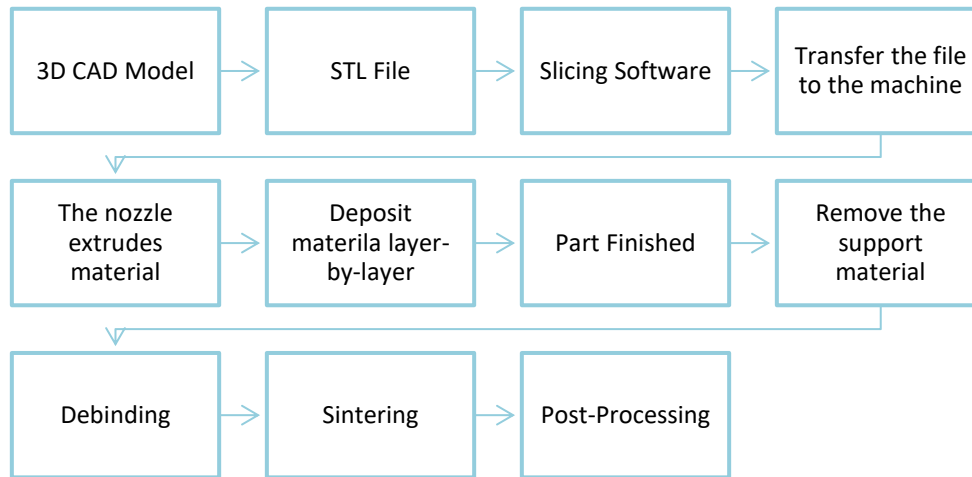 3D CAD Model
STL File
Slicing Software
Transfer the file
to the machine
The nozzle
extrudes
material
Deposit
materila layer-
by-layer
Part Finished
Remove the
support
material
Debinding
Sintering
Post-Processing